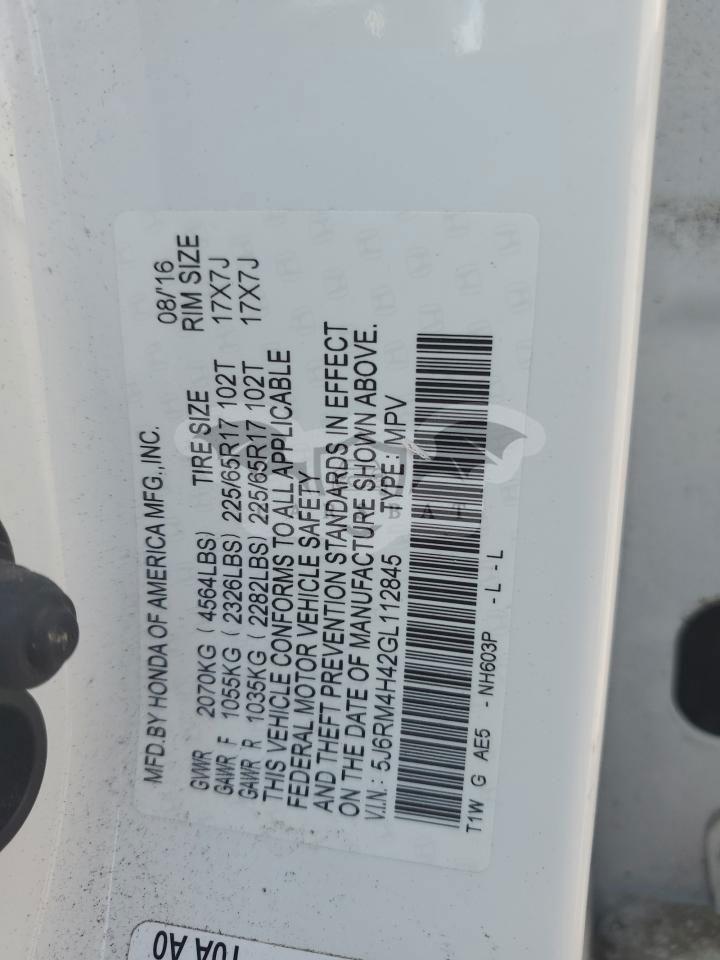 MFD.BY HONDA OF AMERICA MFG.,INC. 08/'16
GVWR 2070KG ( 4564LBS) TIRE SIZE RIM SIZE
GAWR F 1055KG ( 2326LBS) 225/65R17 102T 17X7J
GAWR R 1035KG ( 2282LBS) 225/65R17 102T 17X7J
THIS VEHICLE CONFORMS TO ALL APPLICABLE
FEDERAL MOTOR VEHICLE SAFETY
AND THEFT PREVENTION STANDARDS IN EFFECT
ON THE DATE OF MANUFACTURE SHOWN ABOVE.
V.I.N.: 5J6RM4H42GL112845 TYPE: MPV
T1W G AE5 -NH603P -L -L